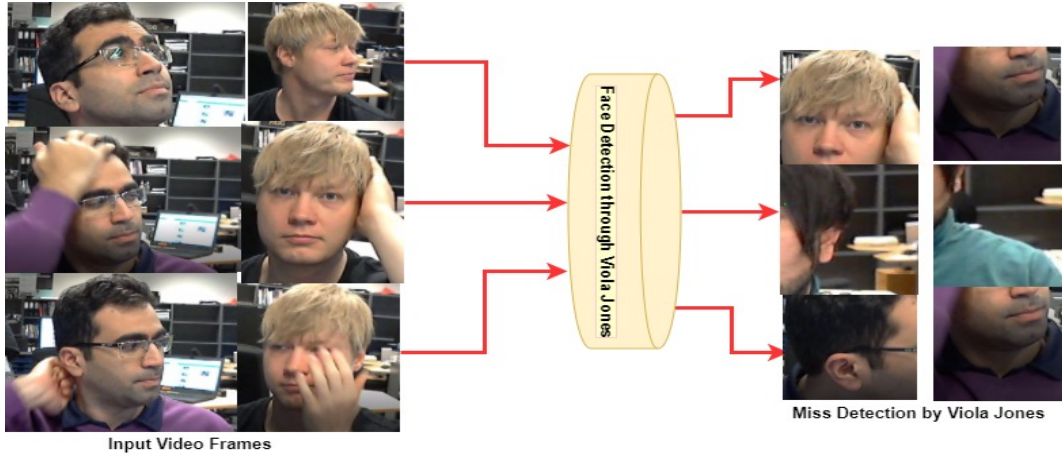 Face Detection through Viola Jones
Input Video Frames
Miss Detection by Viola Jones